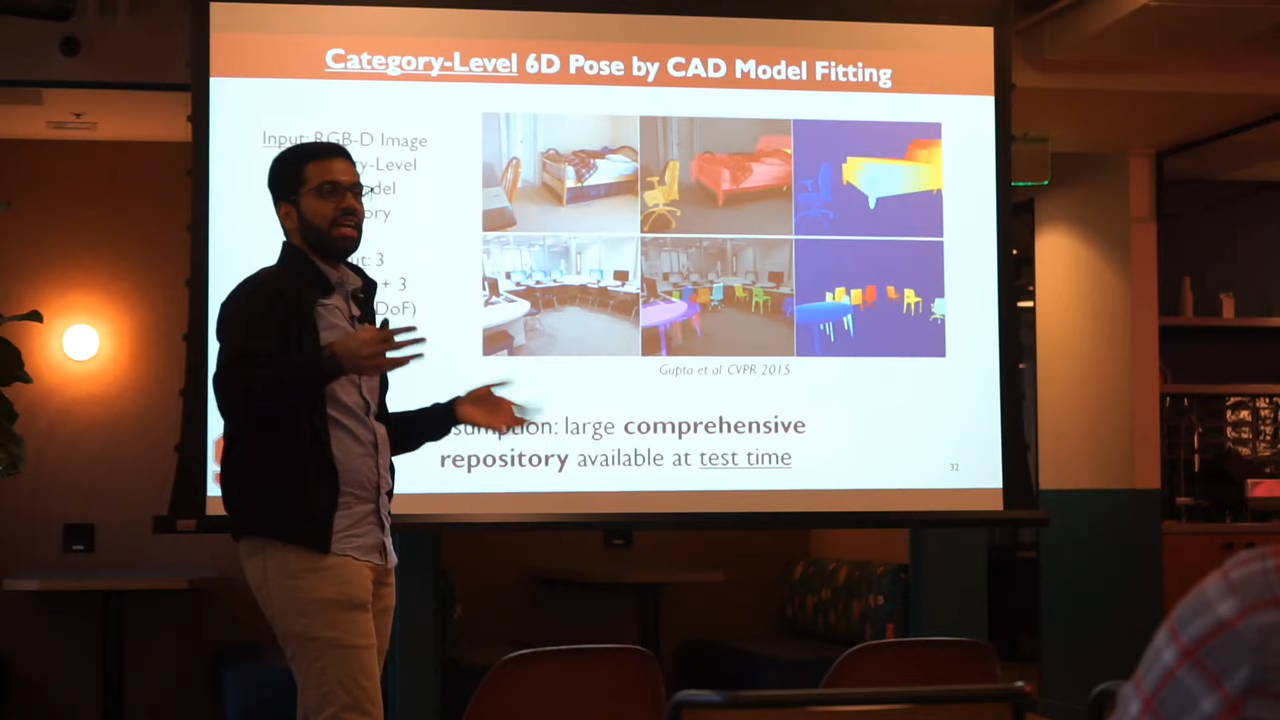 Category-Level 6D Pose by CAD Model Fitting
Input: RGB-D Image
ry-Level
del
ory
ut: 3
+ 3
DoF)
Gupta et al. CVPR 2015
sumption: large comprehensive
repository available at test time
32